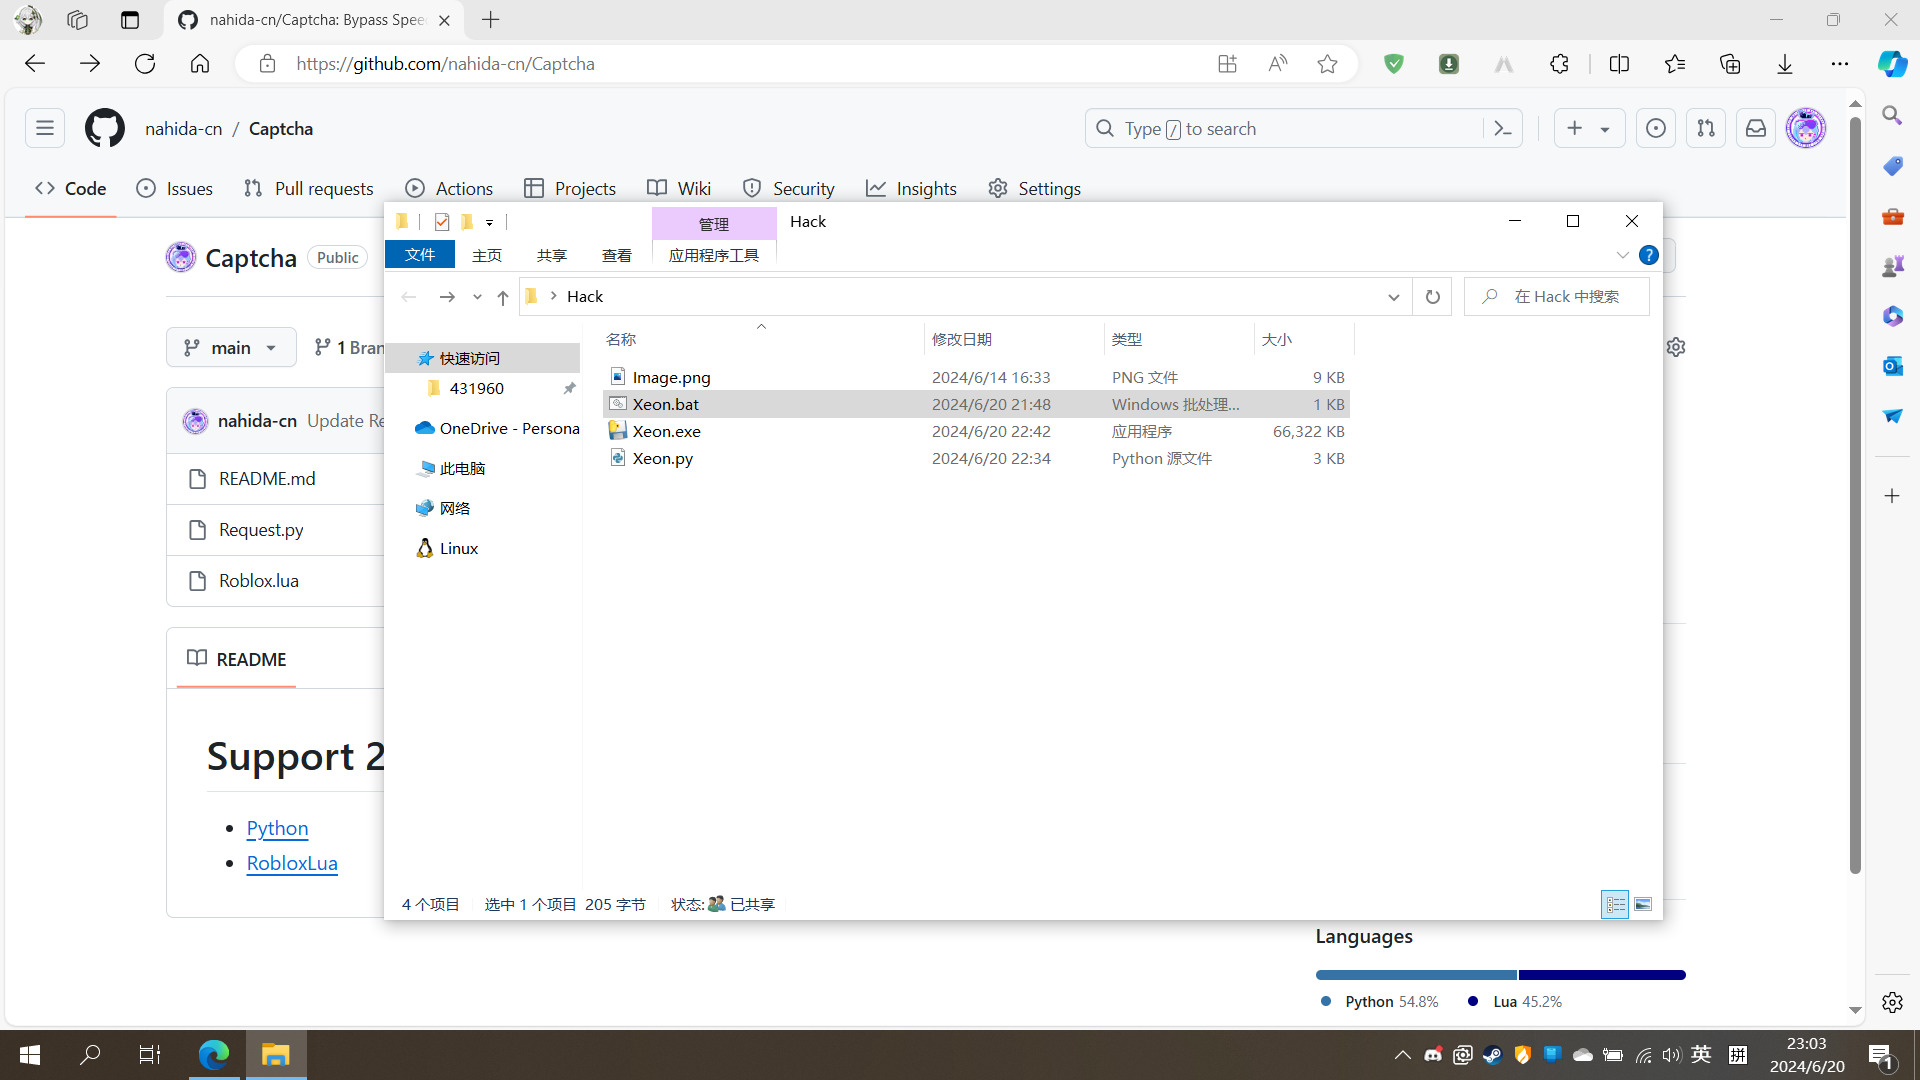 nahida-cn/Captcha: Bypass Spee
https://github.com/nahida-cn/Captcha
nahida-cn / Captcha
Type / to search
Code
Issues
Pull requests
Actions
Projects
Wiki
Security
Insights
Settings
Captcha
Public
main
1 Bran
nahida-cn Update Re
README.md
Request.py
Roblox.lua
README
Support 2
Python
RobloxLua
管理
Hack
文件
主页
共享
查看
应用程序工具
Hack
在 Hack 中搜索
快速访问
431960
OneDrive - Persona
此电脑
网络
Linux
名称 修改日期 类型 大小
Image.png 2024/6/14 16:33 PNG 文件 9 KB
Xeon.bat 2024/6/20 21:48 Windows 批处理... 1 KB
Xeon.exe 2024/6/20 22:42 应用程序 66,322 KB
Xeon.py 2024/6/20 22:34 Python 源文件 3 KB
4 个项目 选中 1 个项目 205 字节 状态: 已共享
Languages
Python 54.8% Lua 45.2%
英
拼
23:03
2024/6/20
1